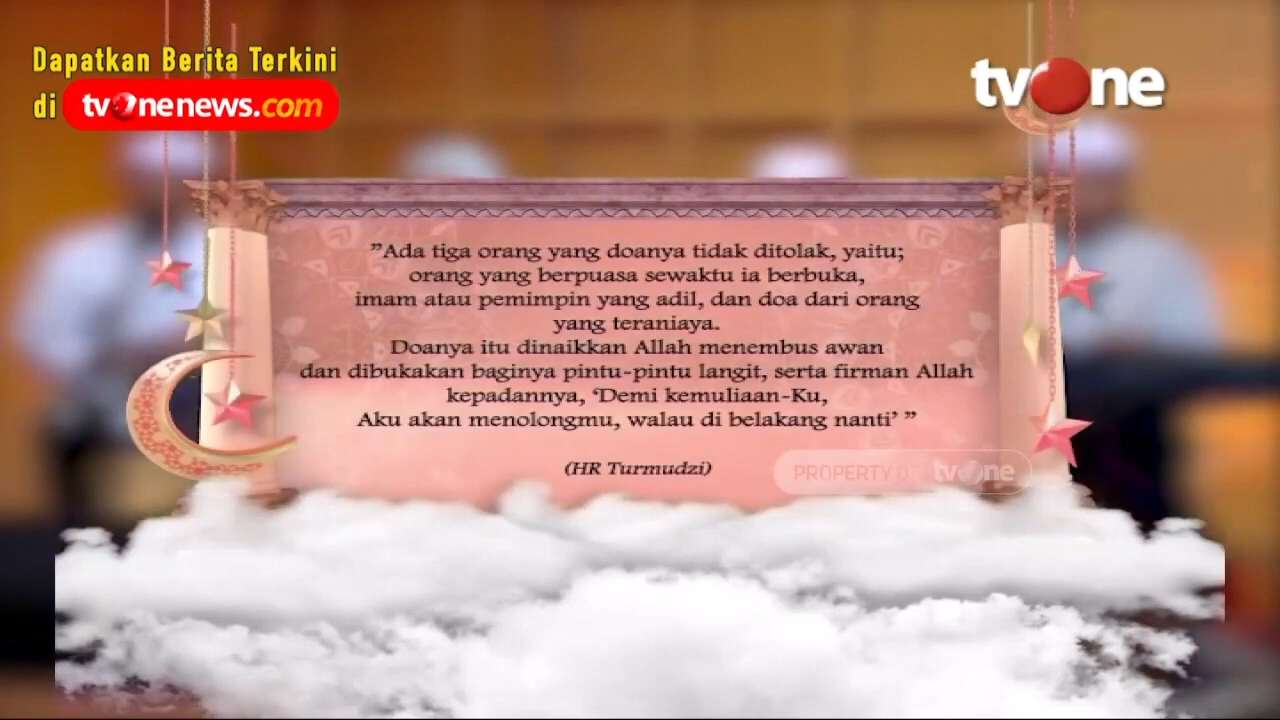 Dapatkan Berita Terkini
di tvOnenews.com
tvOne
”Ada tiga orang yang doanya tidak ditolak, yaitu;
orang yang berpuasa sewaktu ia berbuka,
imam atau pemimpin yang adil, dan doa dari orang
yang teraniaya.
Doanya itu dinaikkan Allah menembus awan
dan dibukakan baginya pintu-pintu langit, serta firman Allah
kepadannya, ‘Demi kemuliaan-Ku,
Aku akan menolongmu, walau di belakang nanti’ ”
(HR Turmudzi)
PROPERTY OF tvOne